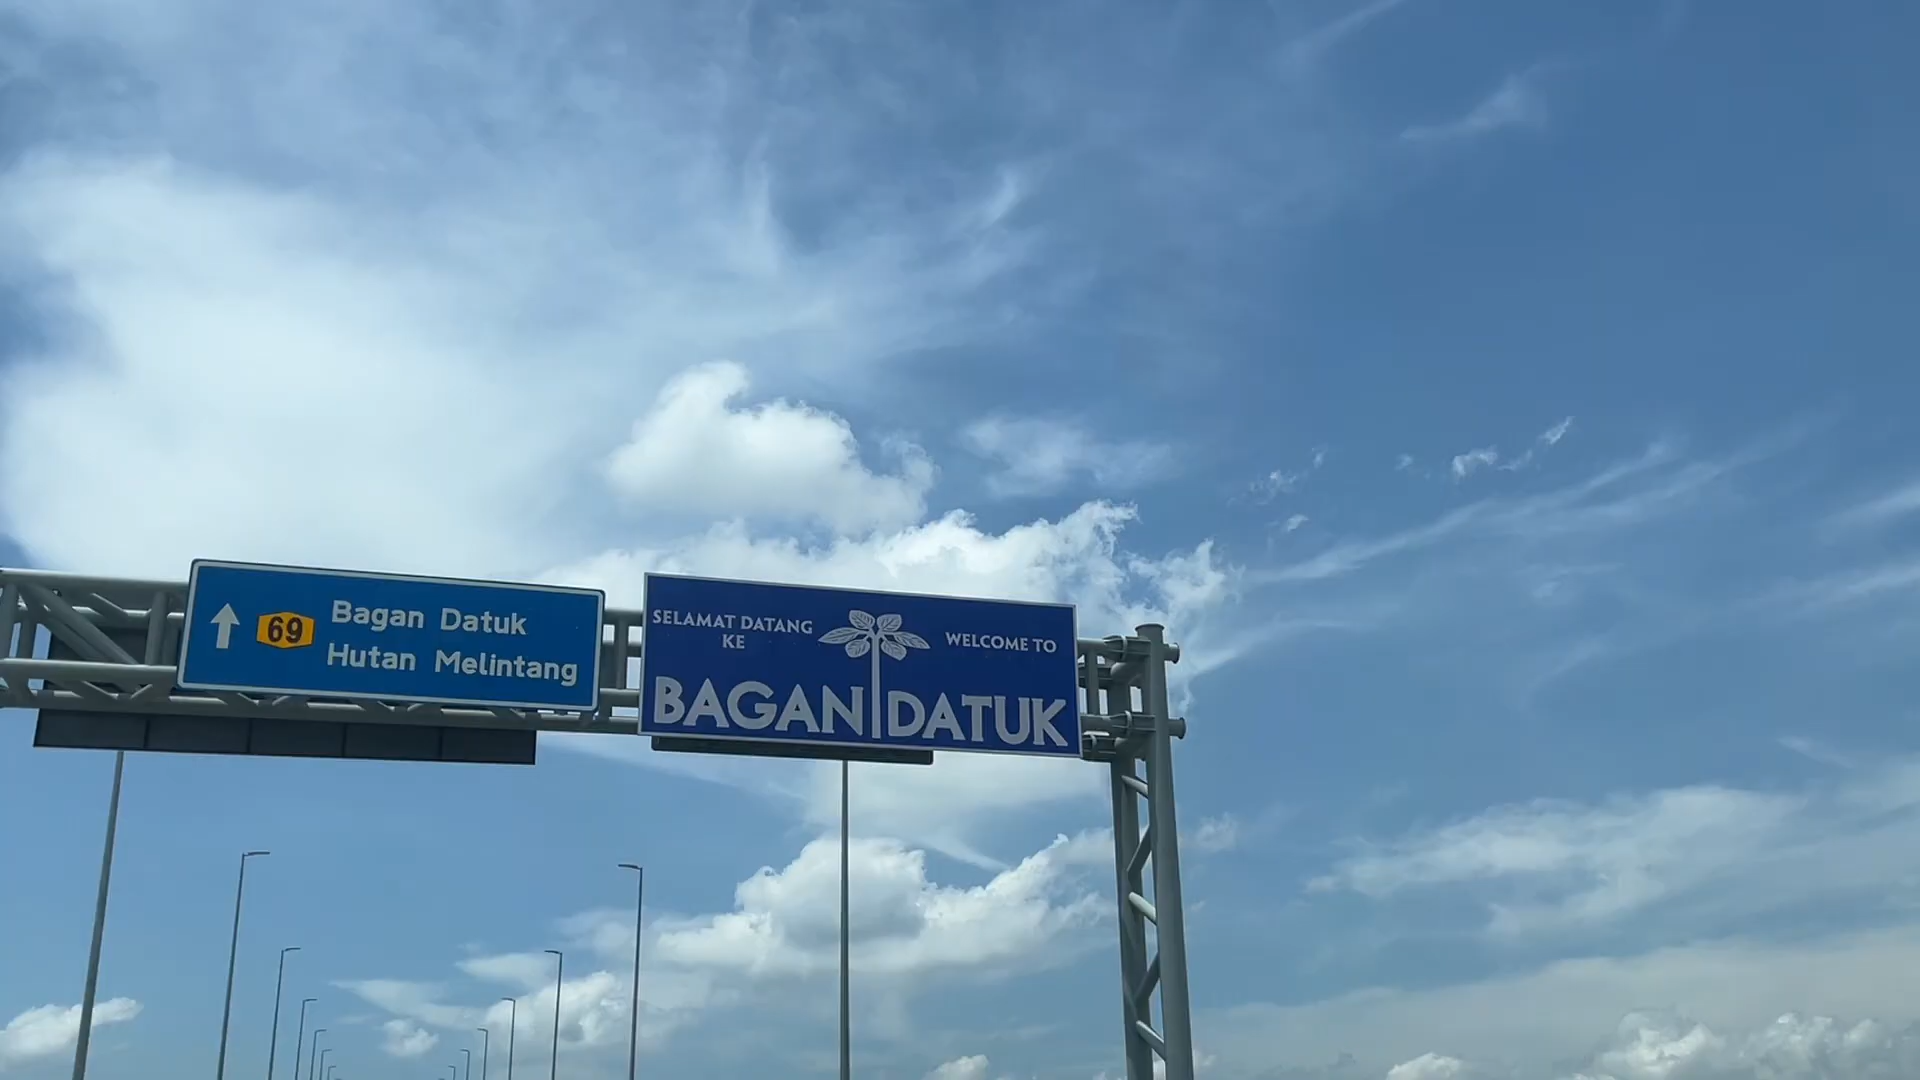 69
Bagan Datuk
Hutan Melintang
SELAMAT DATANG
KE
WELCOME TO
BAGAN DATUK